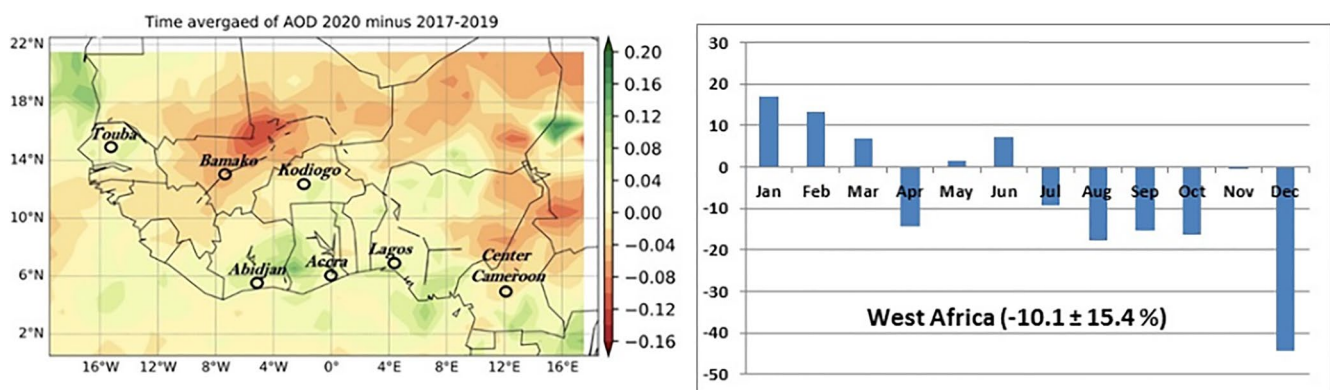 Time avergaed of AOD 2020 minus 2017-2019
22°N
18°N
14°N
10°N
6°N
2°N
16°W 12°W 8°W 4°W 0° 4°E 8°E 12°E 16°E
Touba
Bamako
Kodiogo
Abidjan
Accra
Lagos
Center
Cameroon
0.20
0.16
0.12
0.08
0.04
0.00
−0.04
−0.08
−0.12
−0.16
30
20
10
0
-10
-20
-30
-40
-50
Jan Feb Mar Apr May Jun Jul Aug Sep Oct Nov Dec
West Africa (-10.1 ± 15.4 %)